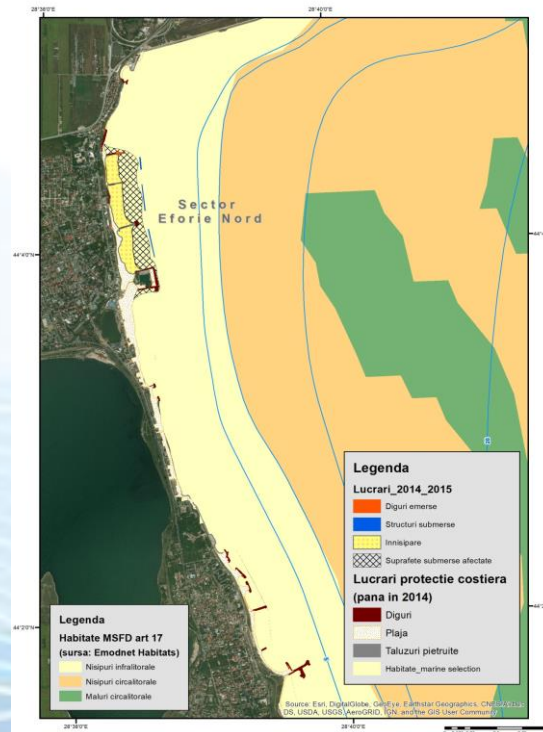 28°38'0"E
28°40'0"E
Sector
Eforie Nord
44°4'0"N
Legenda
Lucrari_2014_2015
Diguri emerse
Structuri submerse
Innisipare
Suprafete submerse afectate
Lucrari protectie costiera
(pana in 2014)
Diguri
Plaja
Taluzuri pietruite
Habitate_marine selection
Legenda
Habitate MSFD art 17
(sursa: Emodnet Habitats)
Nisipuri infralitorale
Nisipuri circalitorale
Maluri circalitorale
44°2'0"N
Source: Esri, DigitalGlobe, GeoEye, Earthstar Geographics,
DS, USDA, USGS, AeroGRID, IGN, and the GIS User Community
28°38'0"E
28°40'0"E